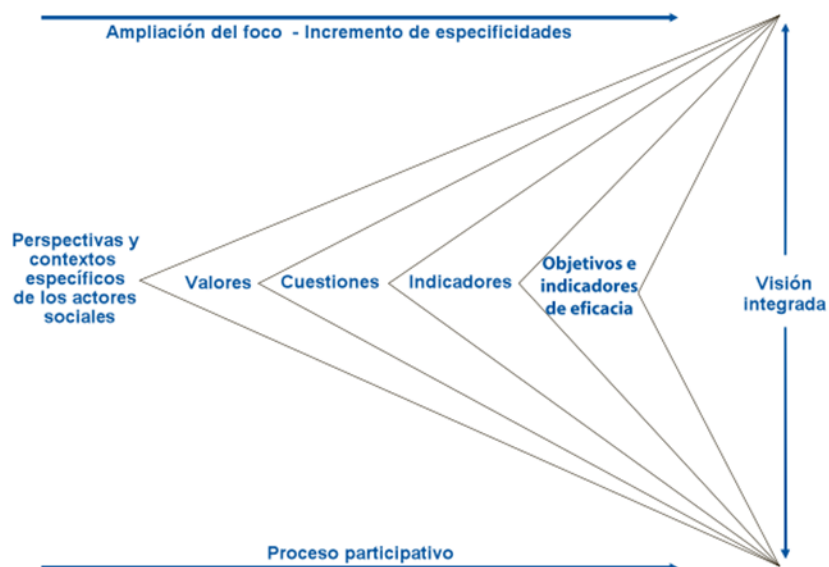 Ampliación del foco - Incremento de especificidades
Perspectivas y
contextos
específicos
de los actores
sociales
Valores
Cuestiones
Indicadores
Objetivos e
indicadores
de eficacia
Visión
integrada
Proceso participativo